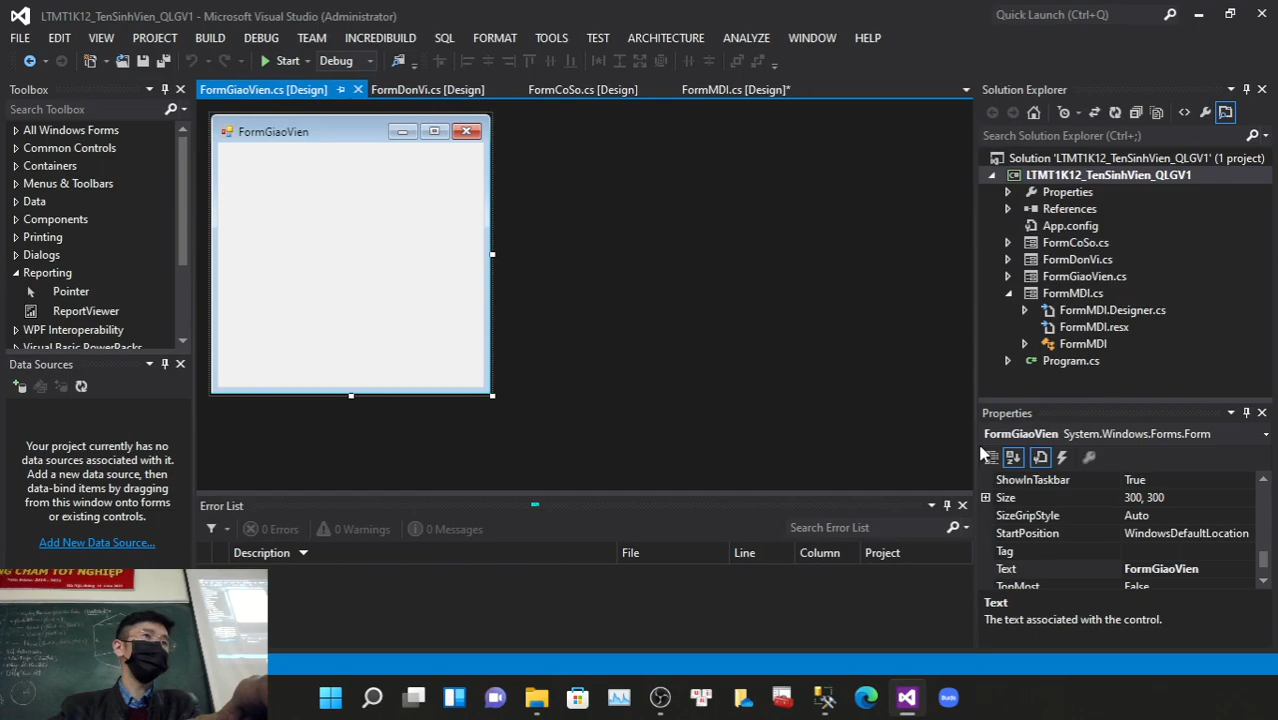 LTMT1K12_TenSinhVien_QLGV1 - Microsoft Visual Studio (Administrator)
Quick Launch (Ctrl+Q)
FILE EDIT VIEW PROJECT BUILD DEBUG TEAM INCREDIBUILD SQL FORMAT TOOLS TEST ARCHITECTURE ANALYZE WINDOW HELP
Start Debug
Toolbox
Search Toolbox
All Windows Forms
Common Controls
Containers
Menus & Toolbars
Data
Components
Printing
Dialogs
Reporting
Pointer
ReportViewer
WPF Interoperability
Visual Basic PowerPacks
Data Sources
Your project currently has no
data sources associated with it.
Add a new data source, then
data-bind items by dragging
from this window onto forms
or existing controls.
Add New Data Source...
FormGiaoVien.cs [Design] FormDonVi.cs [Design] FormCoSo.cs [Design] FormMDI.cs [Design]*
FormGiaoVien
Error List
0 Errors 0 Warnings 0 Messages
Search Error List
Description File Line Column Project
Solution Explorer
Search Solution Explorer (Ctrl+;)
Solution 'LTMT1K12_TenSinhVien_QLGV1' (1 project)
LTMT1K12_TenSinhVien_QLGV1
Properties
References
App.config
FormCoSo.cs
FormDonVi.cs
FormGiaoVien.cs
FormMDI.cs
FormMDI.Designer.cs
FormMDI.resx
FormMDI
Program.cs
Properties
FormGiaoVien System.Windows.Forms.Form
ShowInTaskbar True
Size 300, 300
SizeGripStyle Auto
StartPosition WindowsDefaultLocation
Tag
Text FormGiaoVien
TopMost False
Text
The text associated with the control.
CHẤM TỐT NGHIỆP